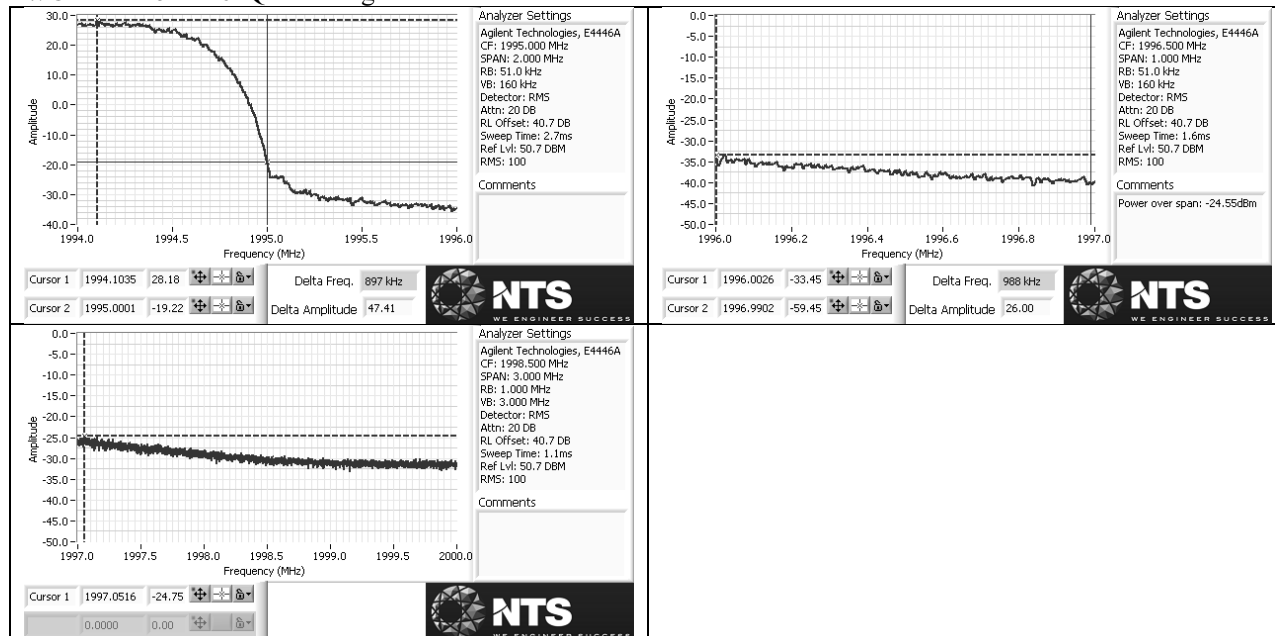 30.0
20.0
10.0
0.0
-10.0
-20.0
-30.0
-40.0
Amplitude
1994.0 1994.5 1995.0 1995.5 1996.0
Frequency (MHz)
Analyzer Settings
Agilent Technologies, E4446A
CF: 1995.000 MHz
SPAN: 2.000 MHz
RB: 51.0 kHz
VB: 160 kHz
Detector: RMS
Attn: 20 DB
RL Offset: 40.7 DB
Sweep Time: 2.7ms
Ref Lvl: 50.7 DBM
RMS: 100
Comments
Cursor 1 1994.1035 28.18
Cursor 2 1995.0001 -19.22
Delta Freq. 897 kHz
Delta Amplitude 47.41
NTS
WE ENGINEER SUCCESS
0.0
-5.0
-10.0
-15.0
-20.0
-25.0
-30.0
-35.0
-40.0
-45.0
-50.0
Amplitude
1996.0 1996.2 1996.4 1996.6 1996.8 1997.0
Frequency (MHz)
Analyzer Settings
Agilent Technologies, E4446A
CF: 1996.500 MHz
SPAN: 1.000 MHz
RB: 51.0 kHz
VB: 160 kHz
Detector: RMS
Attn: 20 DB
RL Offset: 40.7 DB
Sweep Time: 1.6ms
Ref Lvl: 50.7 DBM
RMS: 100
Comments
Power over span: -24.55dBm
Cursor 1 1996.0026 -33.45
Cursor 2 1996.9902 -59.45
Delta Freq. 988 kHz
Delta Amplitude 26.00
NTS
WE ENGINEER SUCCESS
0.0
-5.0
-10.0
-15.0
-20.0
-25.0
-30.0
-35.0
-40.0
-45.0
-50.0
Amplitude
1997.0 1997.5 1998.0 1998.5 1999.0 1999.5 2000.0
Frequency (MHz)
Analyzer Settings
Agilent Technologies, E4446A
CF: 1998.500 MHz
SPAN: 3.000 MHz
RB: 1.000 MHz
VB: 3.000 MHz
Detector: RMS
Attn: 20 DB
RL Offset: 40.7 DB
Sweep Time: 1.1ms
Ref Lvl: 50.7 DBM
RMS: 100
Comments
Cursor 1 1997.0516 -24.75
0.0000 0.00
NTS
WE ENGINEER SUCCESS